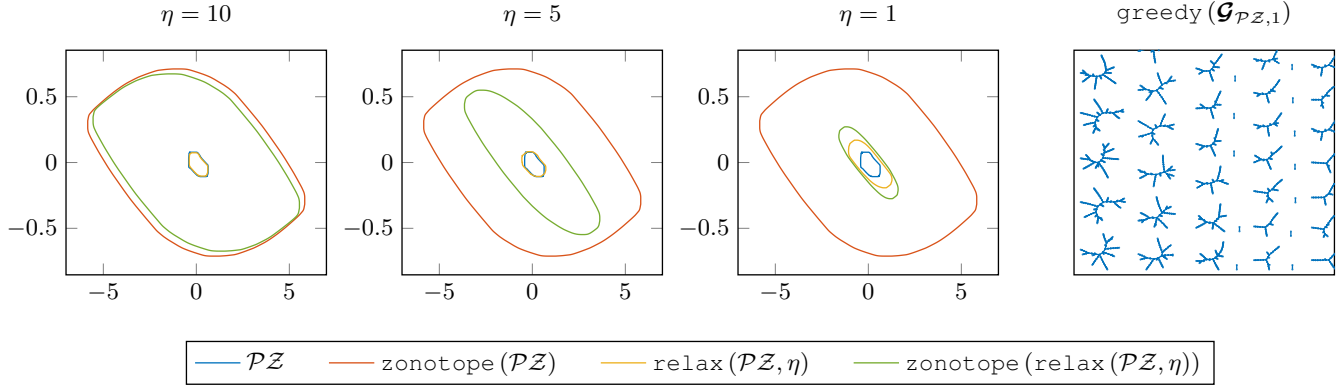 η = 10 η = 5 η = 1 greedy (𝓖_{𝒫𝒵,1})
0.5 0.5 0.5
0 0 0
−0.5 −0.5 −0.5
−5 0 5 −5 0 5 −5 0 5
𝒫𝒵 zonotope (𝒫𝒵) relax (𝒫𝒵, η) zonotope (relax (𝒫𝒵, η))